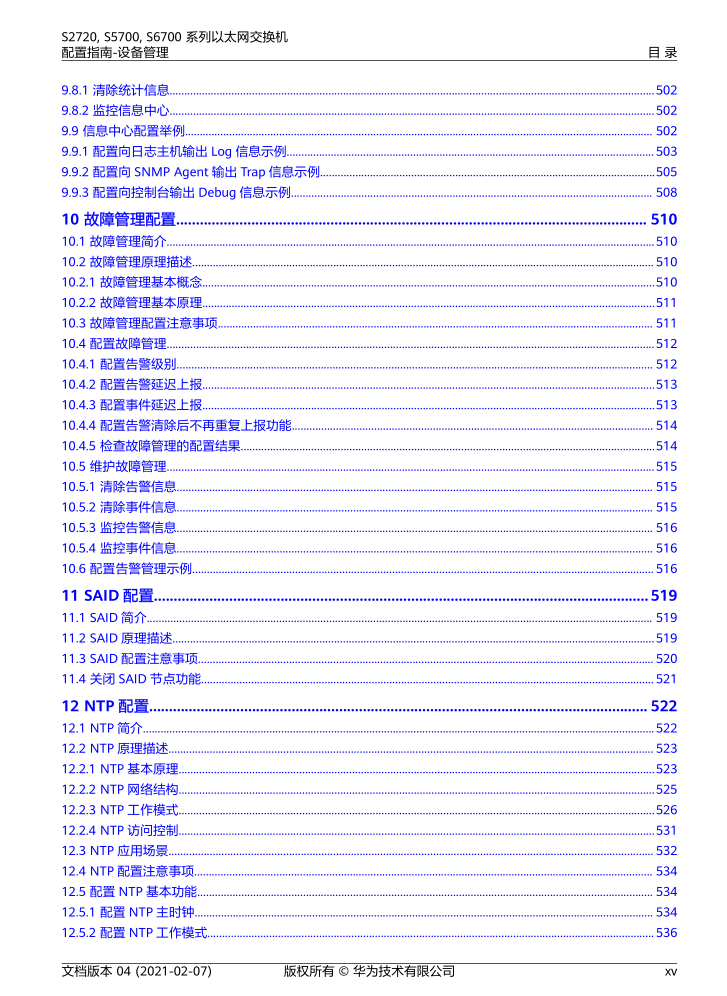 S2720, S5700, S6700 系列以太网交换机
配置指南-设备管理 目 录
9.8.1 清除统计信息 502
9.8.2 监控信息中心 502
9.9 信息中心配置举例 502
9.9.1 配置向日志主机输出 Log 信息示例 503
9.9.2 配置向 SNMP Agent 输出 Trap 信息示例 505
9.9.3 配置向控制台输出 Debug 信息示例 508
10 故障管理配置 510
10.1 故障管理简介 510
10.2 故障管理原理描述 510
10.2.1 故障管理基本概念 510
10.2.2 故障管理基本原理 511
10.3 故障管理配置注意事项 511
10.4 配置故障管理 512
10.4.1 配置告警级别 512
10.4.2 配置告警延迟上报 513
10.4.3 配置事件延迟上报 513
10.4.4 配置告警清除后不再重复上报功能 514
10.4.5 检查故障管理的配置结果 514
10.5 维护故障管理 515
10.5.1 清除告警信息 515
10.5.2 清除事件信息 515
10.5.3 监控告警信息 516
10.5.4 监控事件信息 516
10.6 配置告警管理示例 516
11 SAID 配置 519
11.1 SAID 简介 519
11.2 SAID 原理描述 519
11.3 SAID 配置注意事项 520
11.4 关闭 SAID 节点功能 521
12 NTP 配置 522
12.1 NTP 简介 522
12.2 NTP 原理描述 523
12.2.1 NTP 基本原理 523
12.2.2 NTP 网络结构 525
12.2.3 NTP 工作模式 526
12.2.4 NTP 访问控制 531
12.3 NTP 应用场景 532
12.4 NTP 配置注意事项 534
12.5 配置 NTP 基本功能 534
12.5.1 配置 NTP 主时钟 534
12.5.2 配置 NTP 工作模式 536
文档版本 04 (2021-02-07) 版权所有 © 华为技术有限公司 xv